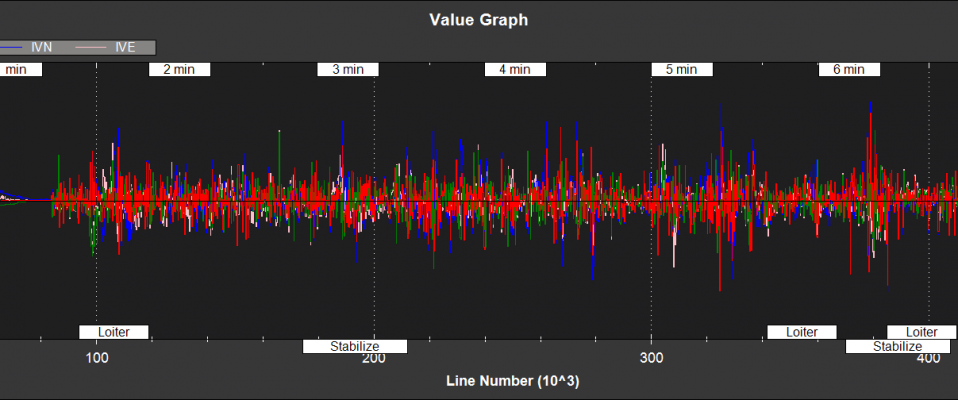 Value Graph
IVN IVE
min 2 min 3 min 4 min 5 min 6 min
Loiter Loiter Loiter
Stabilize Stabilize
100 200 300 400
Line Number (10^3)